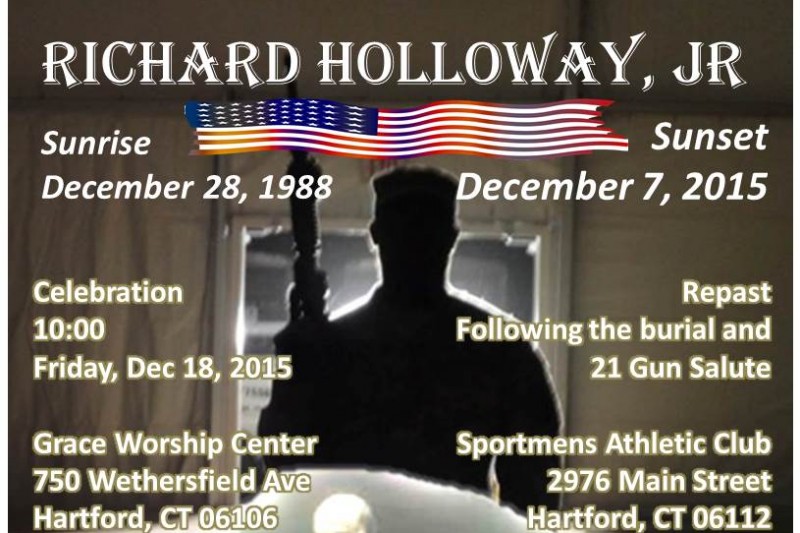 RICHARD HOLLOWAY, JR
Sunrise
December 28, 1988
Sunset
December 7, 2015
Celebration
10:00
Friday, Dec 18, 2015
Grace Worship Center
750 Wethersfield Ave
Hartford, CT 06106
Repast
Following the burial and
21 Gun Salute
Sportmens Athletic Club
2976 Main Street
Hartford, CT 06112